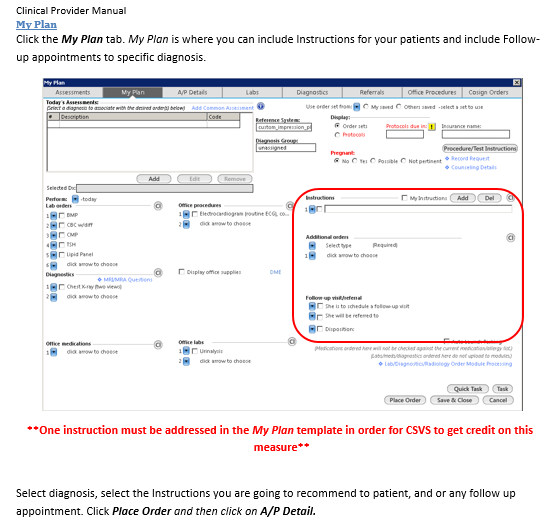 Clinical Provider Manual
My Plan
Click the My Plan tab. My Plan is where you can include Instructions for your patients and include Follow-
up appointments to specific diagnosis.
My Plan
Assessments My Plan A/P Details Labs Diagnostics Referrals Office Procedures Cosign Orders
Today's Assessments:
(Select a diagnosis to associate with the desired order(s) below) Add Common Assessment
# Description Code
Use order set from: My saved Others saved -select a set to use
Reference System: Display:
custom_impression_pl Order sets Protocols due in: ! Insurance name:
Protocols
Diagnosis Group:
unassigned
Pregnant: Procedure/Test Instructions
No Yes Possible Not pertinent Record Request
Counseling Details
Add Edit Remove
Selected Dx:
Perform: -today
Lab orders
1 BMP
2 CBC w/diff
3 CMP
4 TSH
5 Lipid Panel
6 click arrow to choose
Diagnostics
MRI/MRA Questions
1 Chest X-ray (two views)
2 click arrow to choose
Office medications
1 click arrow to choose
Office procedures
1 Electrocardiogram (routine ECG), co...
2 click arrow to choose
Display office supplies DME
Office labs
1 Urinalysis
2 click arrow to choose
Instructions My Instructions Add Del
1
Additional orders
Select type (Required)
1 click arrow to choose
Follow up visit/referral
She is to schedule a follow up visit
She will be referred to
Disposition:
(Medications ordered here will not be checked against the current medication/allergy list)
(Labs/meds/diagnostics ordered here do not upload to modules)
Lab/Diagnostics/Radiology Order Module Processing
Quick Task Task
Place Order Save & Close Cancel
**One instruction must be addressed in the My Plan template in order for CSVS to get credit on this
measure**
Select diagnosis, select the Instructions you are going to recommend to patient, and or any follow up
appointment. Click Place Order and then click on A/P Detail.